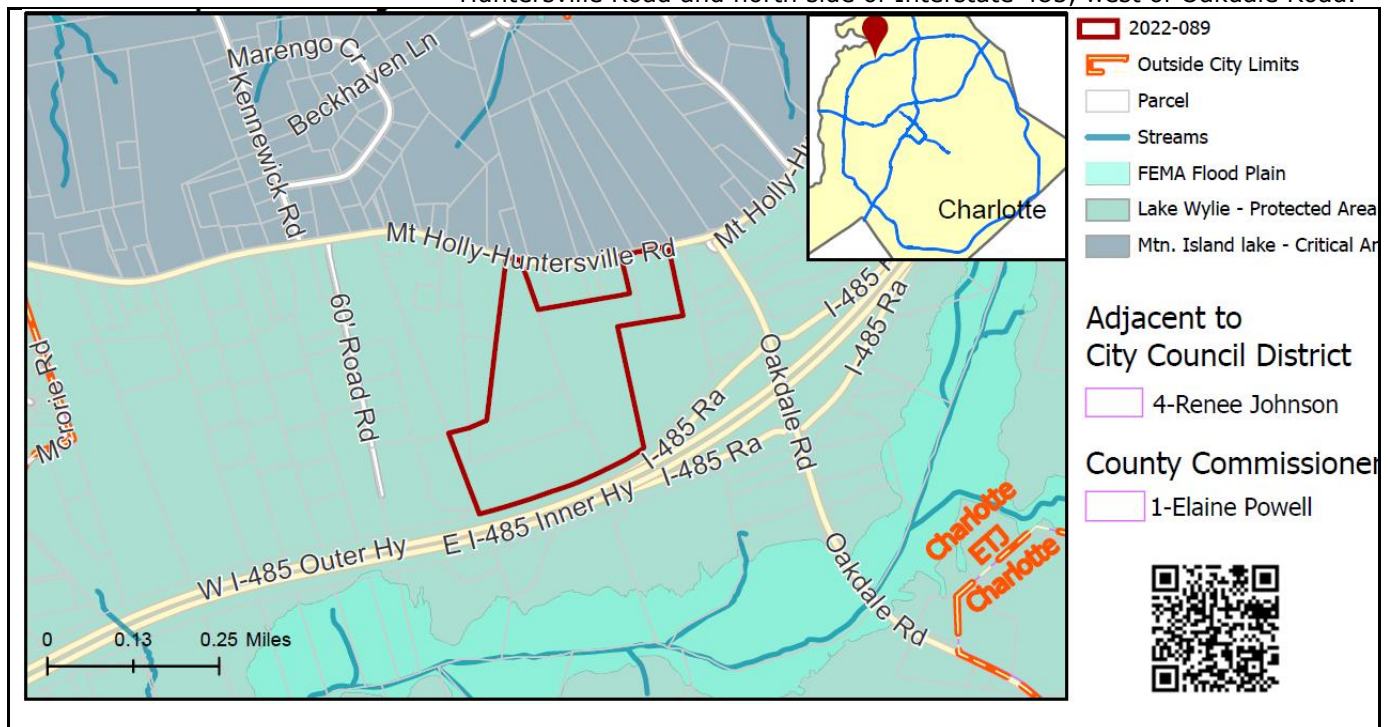 Huntersville Road and north side of Interstate 485, west of Oakdale Road.
Marengo Cr
Beckhaven Ln
Kennewick Rd
Mt Holly-Huntersville Rd
Mt Holly-Hu
60' Road Rd
Morie Rd
Oakdale Rd
I-485 R
I-485 Ra
I-485 Ra
I-485 Ra
E I-485 Inner Hy
W I-485 Outer Hy
Oakdale Rd
Charlotte
ETJ
Charlotte
0 0.13 0.25 Miles
Charlotte
2022-089
Outside City Limits
Parcel
Streams
FEMA Flood Plain
Lake Wylie - Protected Area
Mtn. Island lake - Critical Ar
Adjacent to
City Council District
4-Renee Johnson
County Commissioner
1-Elaine Powell